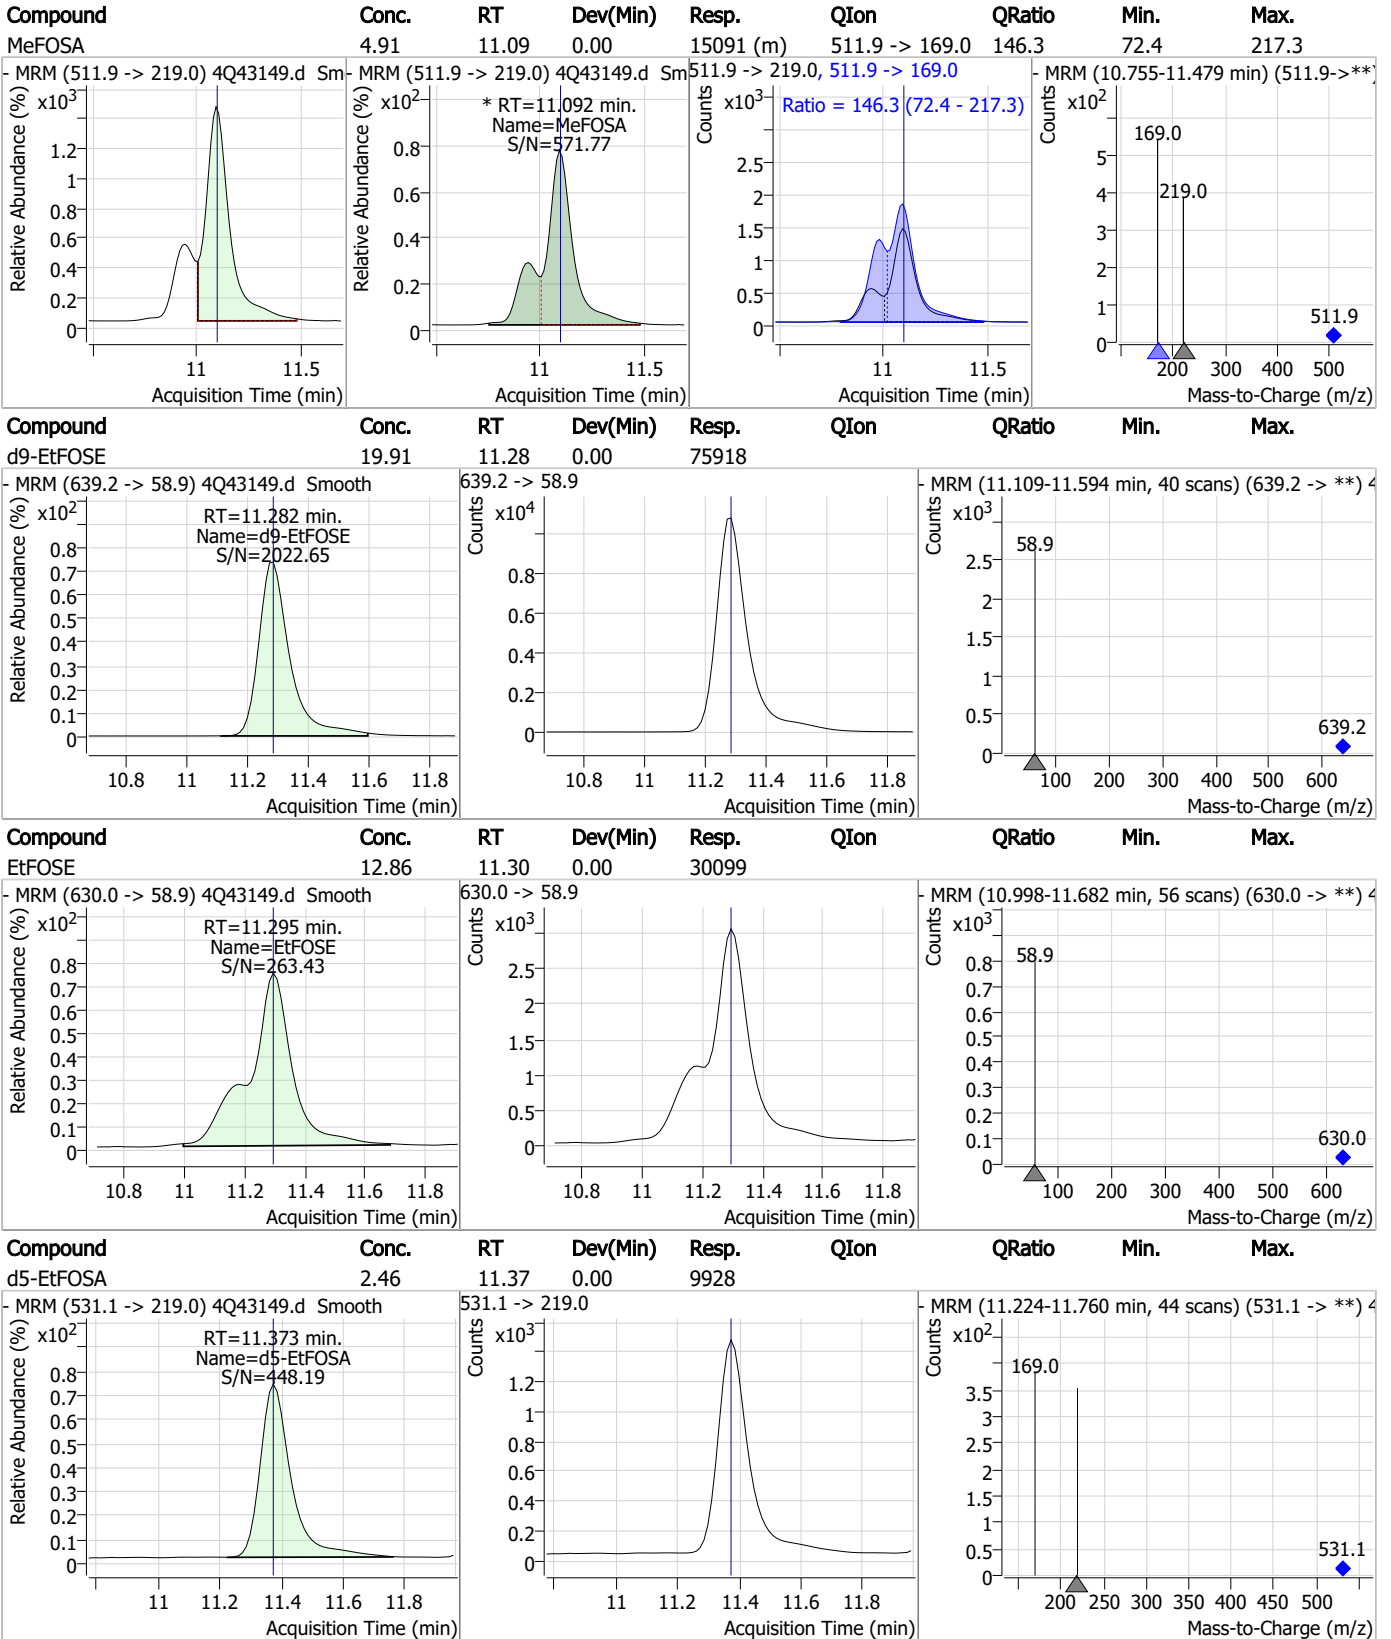 Compound Conc. RT Dev(Min) Resp. QIon QRatio Min. Max.
MeFOSA 4.91 11.09 0.00 15091 (m) 511.9 -> 169.0 146.3 72.4 217.3
- MRM (511.9 -> 219.0) 4Q43149.d Sm
Relative Abundance (%)
x10³
1.2
1
0.8
0.6
0.4
0.2
0
11 11.5
Acquisition Time (min)
- MRM (511.9 -> 219.0) 4Q43149.d Sm
Relative Abundance (%)
x10²
* RT=11.092 min.
Name=MeFOSA
S/N=571.77
0.8
0.6
0.4
0.2
0
11 11.5
Acquisition Time (min)
511.9 -> 219.0, 511.9 -> 169.0
Counts
x10³
Ratio = 146.3 (72.4 - 217.3)
2.5
2
1.5
1
0.5
0
11 11.5
Acquisition Time (min)
- MRM (10.755-11.479 min) (511.9->**)
Counts
x10²
169.0
219.0
511.9
5
4
3
2
1
0
200 300 400 500
Mass-to-Charge (m/z)
Compound Conc. RT Dev(Min) Resp. QIon QRatio Min. Max.
d9-EtFOSE 19.91 11.28 0.00 75918
- MRM (639.2 -> 58.9) 4Q43149.d Smooth
Relative Abundance (%)
x10²
RT=11.282 min.
Name=d9-EtFOSE
S/N=2022.65
0.8
0.7
0.6
0.5
0.4
0.3
0.2
0.1
0
10.8 11 11.2 11.4 11.6 11.8
Acquisition Time (min)
639.2 -> 58.9
Counts
x10⁴
0.8
0.6
0.4
0.2
0
10.8 11 11.2 11.4 11.6 11.8
Acquisition Time (min)
- MRM (11.109-11.594 min, 40 scans) (639.2 -> **) 4
Counts
x10³
58.9
639.2
2.5
2
1.5
1
0.5
0
100 200 300 400 500 600
Mass-to-Charge (m/z)
Compound Conc. RT Dev(Min) Resp. QIon QRatio Min. Max.
EtFOSE 12.86 11.30 0.00 30099
- MRM (630.0 -> 58.9) 4Q43149.d Smooth
Relative Abundance (%)
x10²
RT=11.295 min.
Name=EtFOSE
S/N=263.43
0.8
0.7
0.6
0.5
0.4
0.3
0.2
0.1
0
10.8 11 11.2 11.4 11.6 11.8
Acquisition Time (min)
630.0 -> 58.9
Counts
x10³
2.5
2
1.5
1
0.5
0
10.8 11 11.2 11.4 11.6 11.8
Acquisition Time (min)
- MRM (10.998-11.682 min, 56 scans) (630.0 -> **) 4
Counts
x10³
58.9
630.0
0.8
0.7
0.6
0.5
0.4
0.3
0.2
0.1
0
100 200 300 400 500 600
Mass-to-Charge (m/z)
Compound Conc. RT Dev(Min) Resp. QIon QRatio Min. Max.
d5-EtFOSA 2.46 11.37 0.00 9928
- MRM (531.1 -> 219.0) 4Q43149.d Smooth
Relative Abundance (%)
x10²
RT=11.373 min.
Name=d5-EtFOSA
S/N=448.19
0.8
0.7
0.6
0.5
0.4
0.3
0.2
0.1
0
11 11.2 11.4 11.6 11.8
Acquisition Time (min)
531.1 -> 219.0
Counts
x10³
1.2
1
0.8
0.6
0.4
0.2
0
11 11.2 11.4 11.6 11.8
Acquisition Time (min)
- MRM (11.224-11.760 min, 44 scans) (531.1 -> **) 4
Counts
x10²
169.0
531.1
3.5
3
2.5
2
1.5
1
0.5
0
200 250 300 350 400 450 500
Mass-to-Charge (m/z)